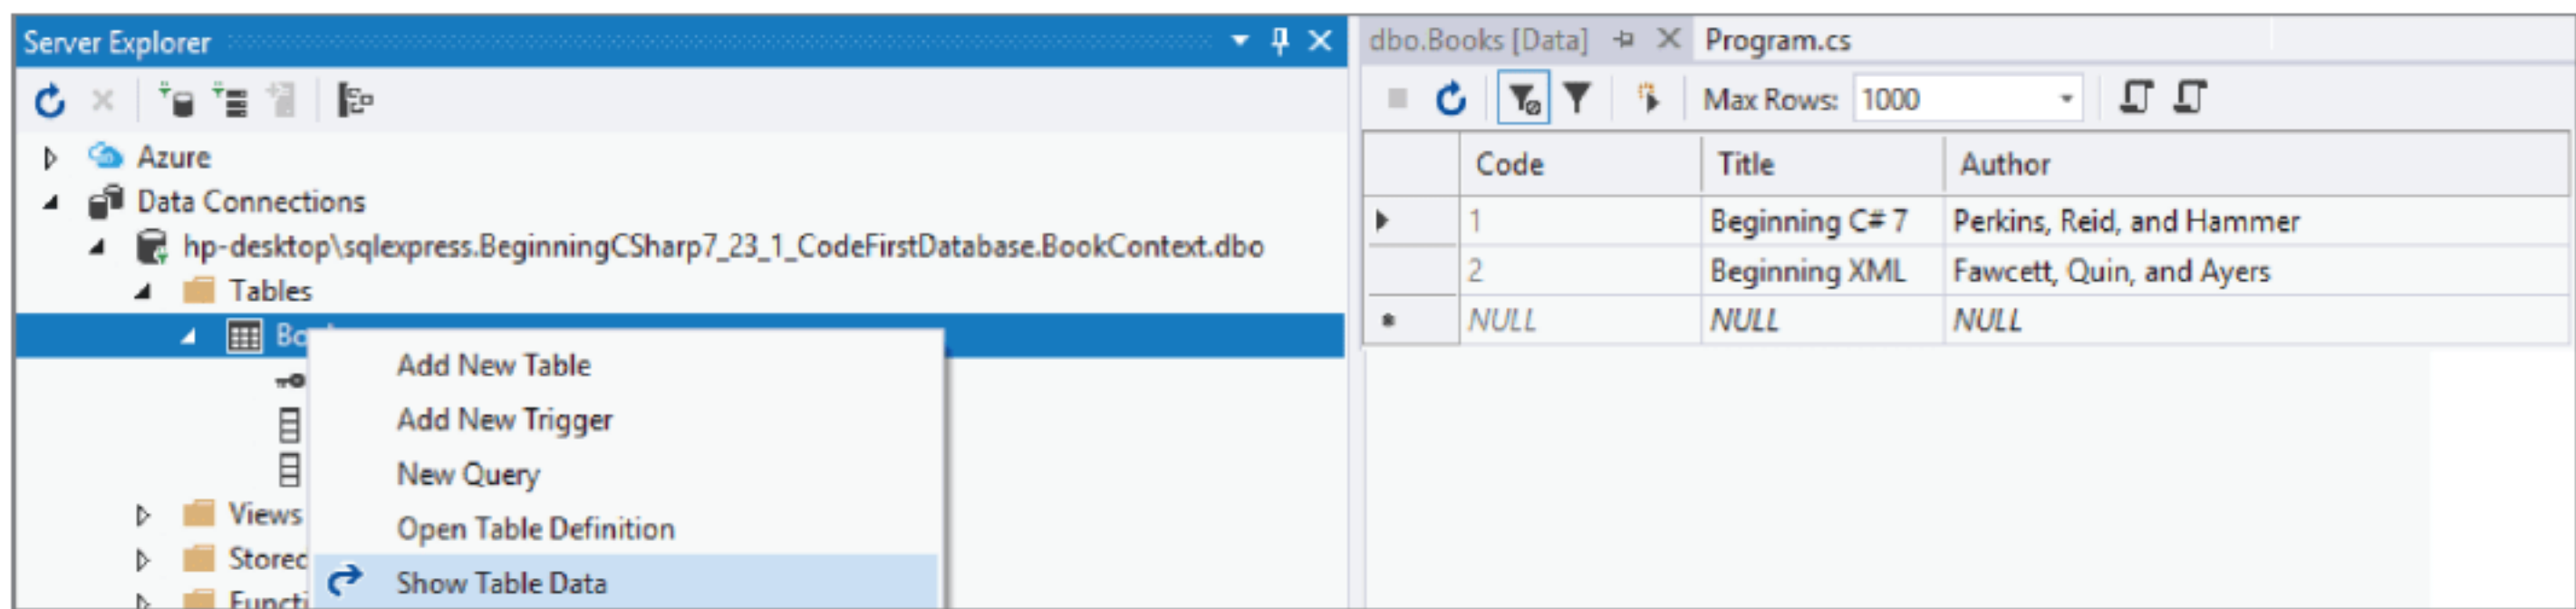 Server Explorer
Azure
Data Connections
hp-desktop\sqlexpress.BeginningCSharp7_23_1_CodeFirstDatabase.BookContext.dbo
Tables
Add New Table
Add New Trigger
New Query
Open Table Definition
Views
Show Table Data
dbo.Books [Data] Program.cs
Max Rows: 1000
Code Title Author
1 Beginning C# 7 Perkins, Reid, and Hammer
2 Beginning XML Fawcett, Quin, and Ayers
NULL NULL NULL